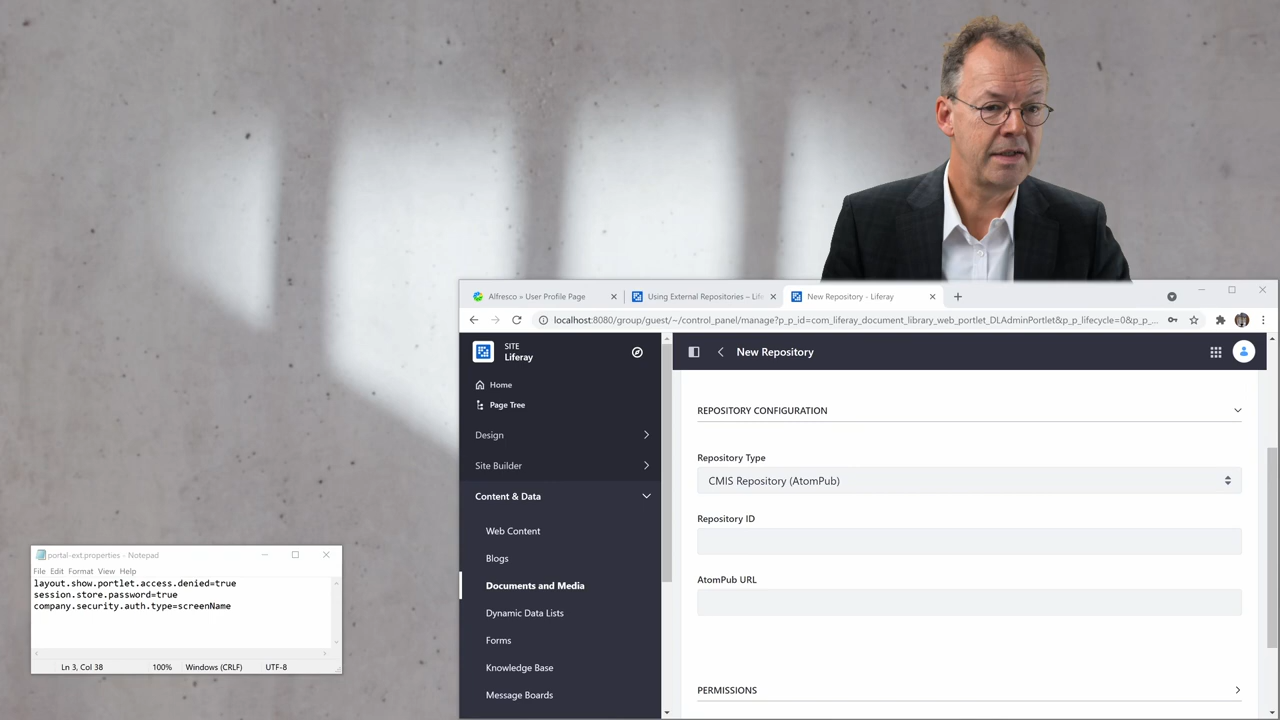 Alfresco » User Profile Page
Using External Repositories – Life
New Repository - Liferay
localhost:8080/group/guest/~/control_panel/manage?p_p_id=com_liferay_document_library_web_portlet_DLAdminPortlet&p_p_lifecycle=0&p_p_...
SITE
Liferay
New Repository
Home
Page Tree
Design
Site Builder
Content & Data
Web Content
Blogs
Documents and Media
Dynamic Data Lists
Forms
Knowledge Base
Message Boards
REPOSITORY CONFIGURATION
Repository Type
CMIS Repository (AtomPub)
Repository ID
AtomPub URL
PERMISSIONS
portal-ext.properties - Notepad
File Edit Format View Help
layout.show.portlet.access.denied=true
session.store.password=true
company.security.auth.type=screenName
Ln 3, Col 38 100% Windows (CRLF) UTF-8